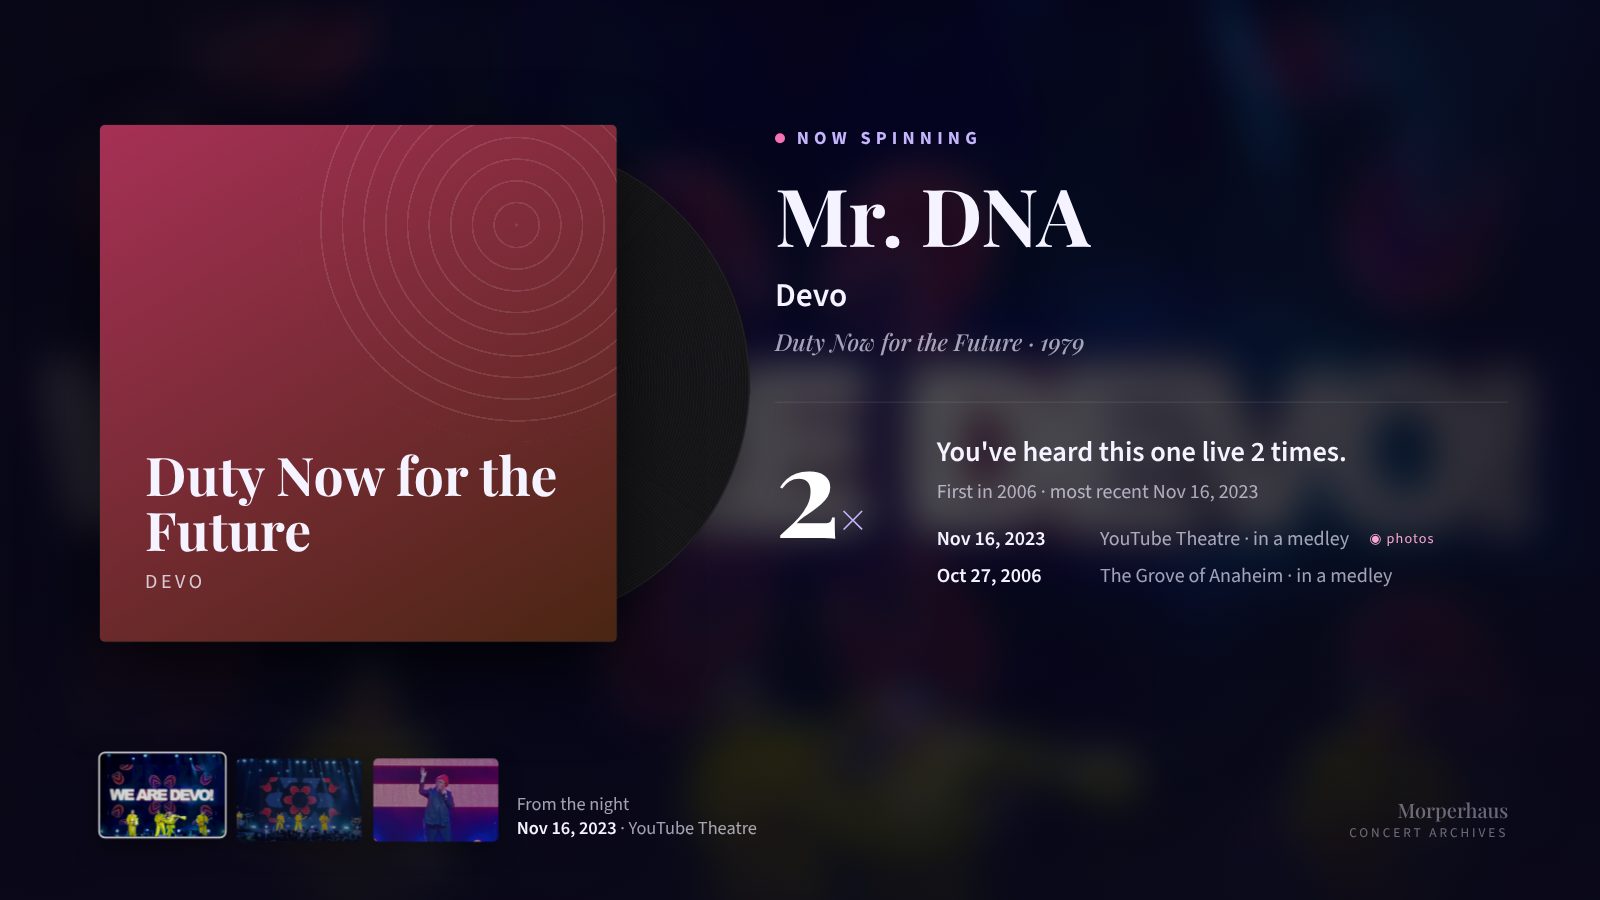 NOW SPINNING
Mr. DNA
Devo
Duty Now for the Future · 1979
Duty Now for the
Future
DEVO
2×
You've heard this one live 2 times.
First in 2006 · most recent Nov 16, 2023
Nov 16, 2023 YouTube Theatre · in a medley ◉ photos
Oct 27, 2006 The Grove of Anaheim · in a medley
WE ARE DEVO!
From the night
Nov 16, 2023 · YouTube Theatre
Morperhaus
CONCERT ARCHIVES